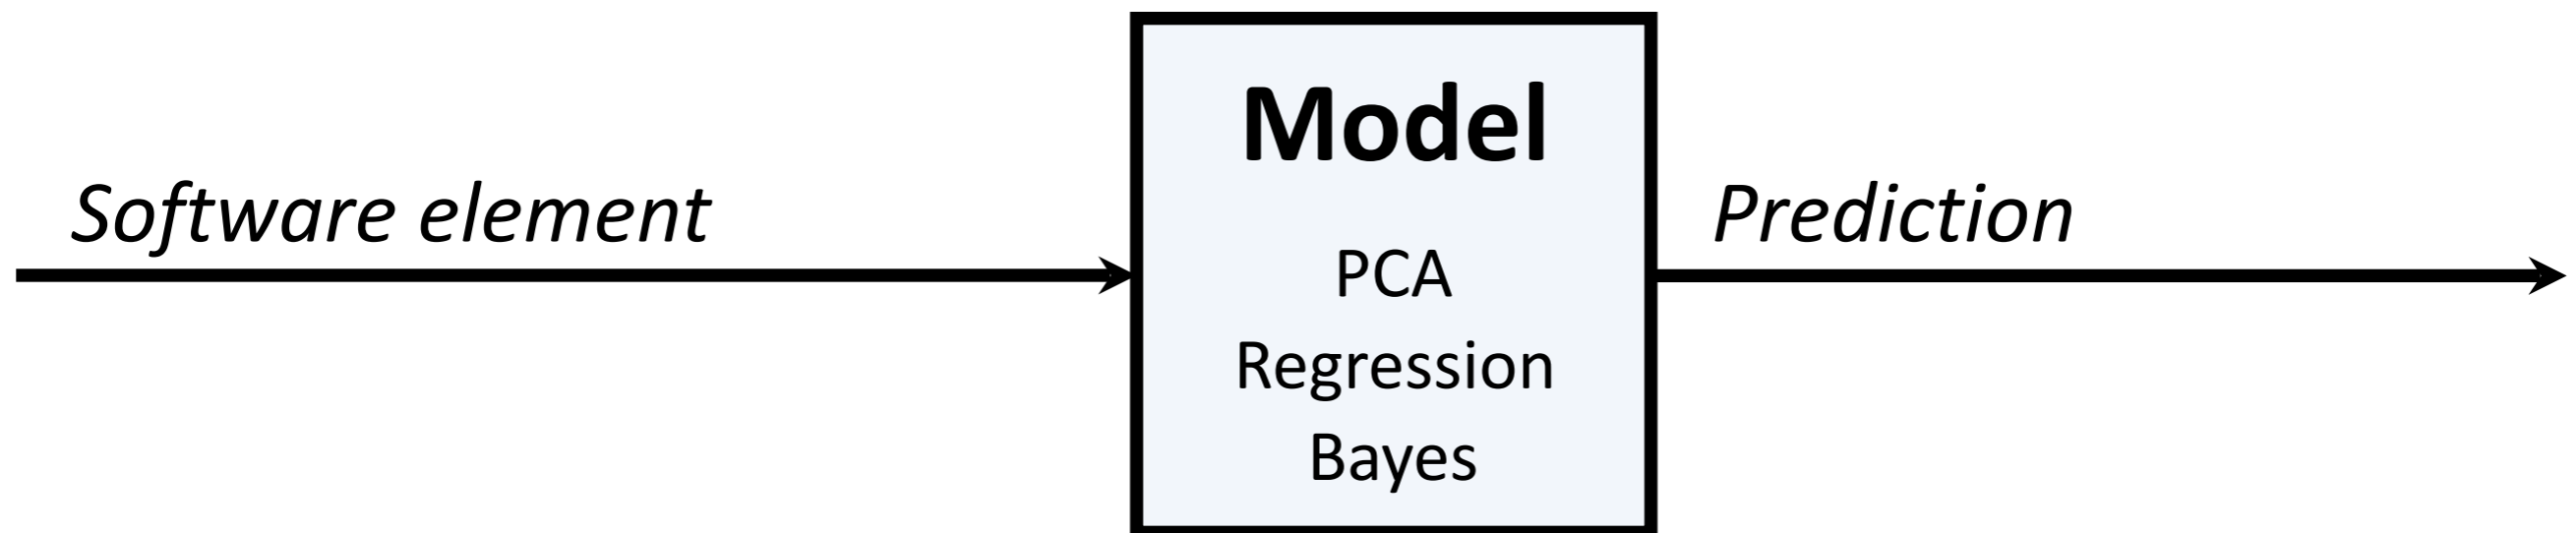 Software element
Model
PCA
Regression
Bayes
Prediction